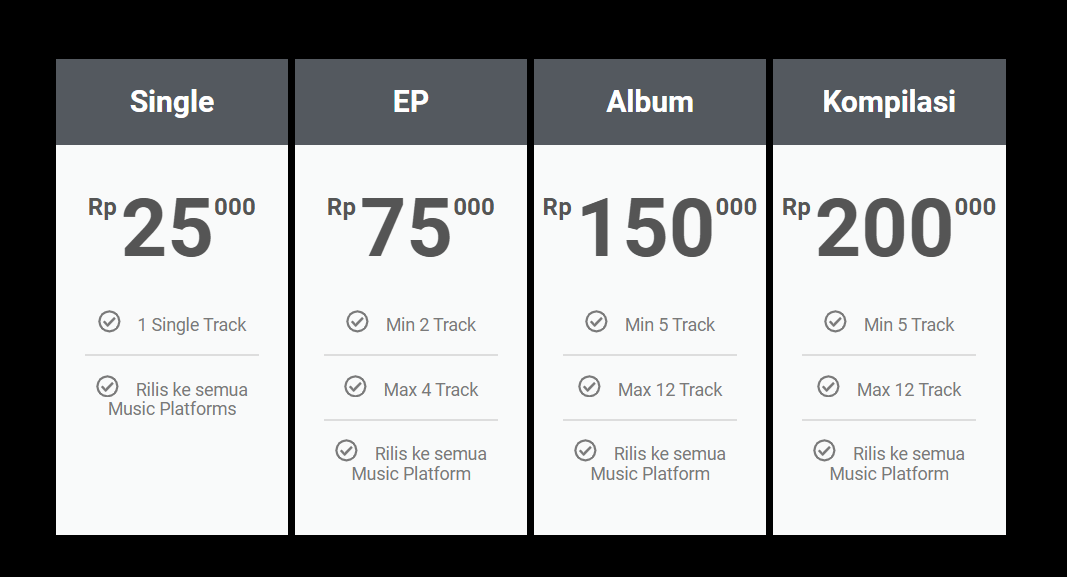 Single
Rp 25 000
1 Single Track
Rilis ke semua
Music Platforms
EP
Rp 75 000
Min 2 Track
Max 4 Track
Rilis ke semua
Music Platform
Album
Rp 150 000
Min 5 Track
Max 12 Track
Rilis ke semua
Music Platform
Kompilasi
Rp 200 000
Min 5 Track
Max 12 Track
Rilis ke semua
Music Platform